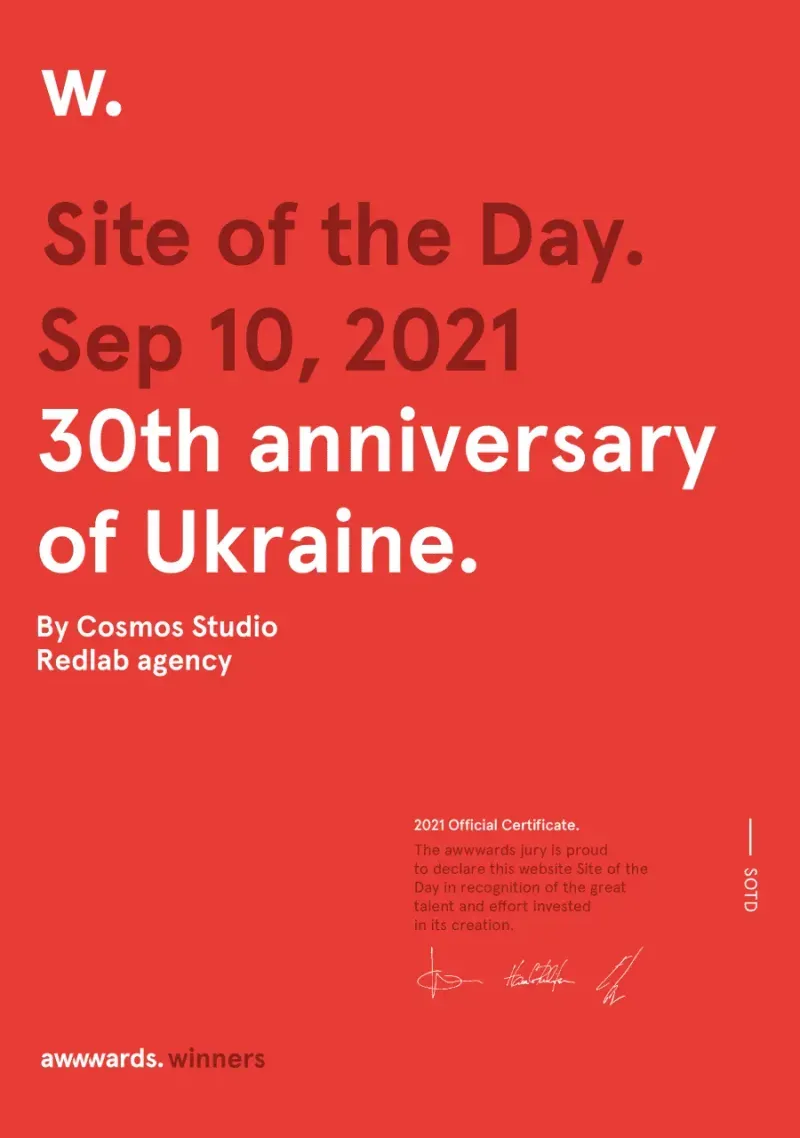 w.
Site of the Day.
Sep 10, 2021
30th anniversary
of Ukraine.
By Cosmos Studio
Redlab agency
2021 Official Certificate.
The awwwards jury is proud
to declare this website Site of the
Day in recognition of the great
talent and effort invested
in its creation.
SOTD
awwwards. winners